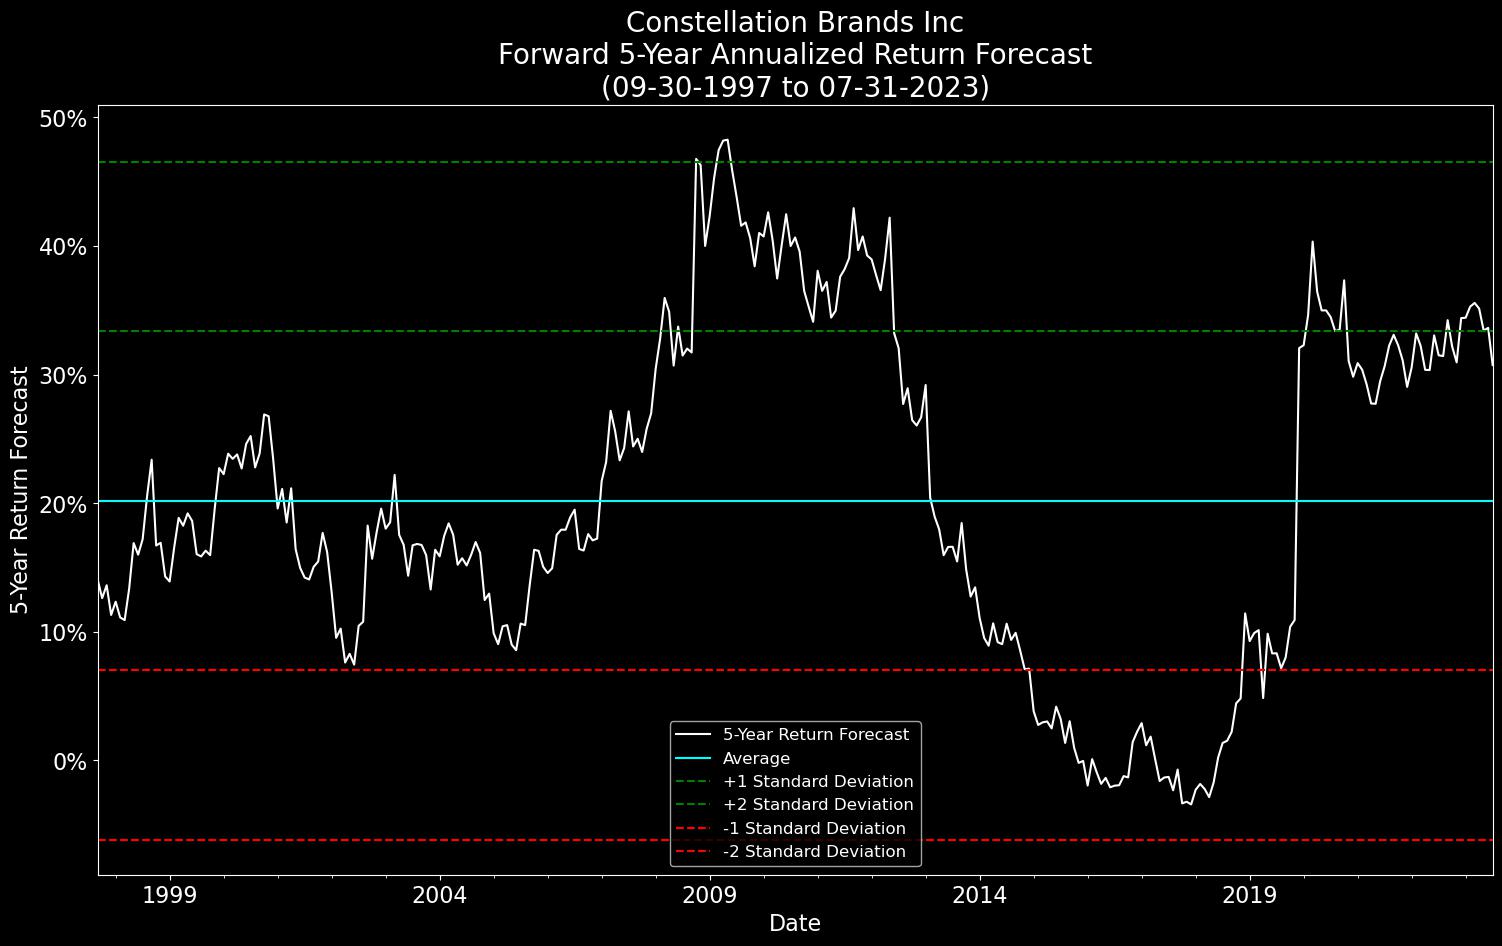 Constellation Brands Inc
Forward 5-Year Annualized Return Forecast
(09-30-1997 to 07-31-2023)
5-Year Return Forecast
50%
40%
30%
20%
10%
0%
5-Year Return Forecast
Average
+1 Standard Deviation
+2 Standard Deviation
-1 Standard Deviation
-2 Standard Deviation
1999
2004
2009
2014
2019
Date